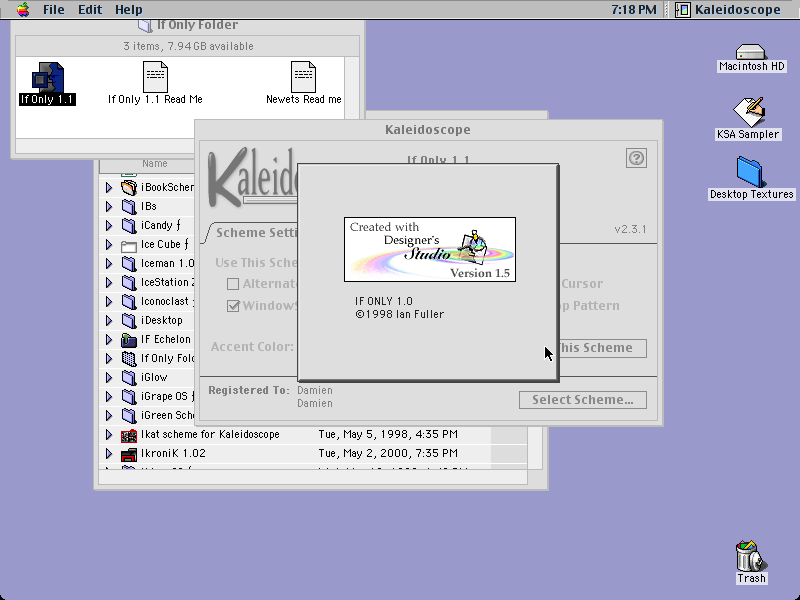 File Edit Help
7:18 PM
Kaleidoscope
If Only Folder
3 items, 7.94GB available
If Only 1.1
If Only 1.1 Read Me
Newets Read me
Macintosh HD
KSA Sampler
Desktop Textures
Trash
Name
iBookSchem
IBs
iCandy ƒ
Ice Cube ƒ
Iceman 1.0
IceStation 2
Iconoclast
iDesktop
IF Echelon
If Only Fold
iGlow
iGrape OS ƒ
iGreen Sche
Ikat scheme for Kaleidoscope Tue, May 5, 1998, 4:35 PM
IkroniK 1.02 Tue, May 2, 2000, 7:35 PM
Kaleidoscope
Kaleido
If Only 1.1
v2.3.1
Scheme Setti
Use This Sche
Alternat
WindowS
Accent Color:
Cursor
p Pattern
This Scheme
Registered To: Damien
Damien
Select Scheme...
Created with
Designer's
Studio
Version 1.5
IF ONLY 1.0
©1998 Ian Fuller